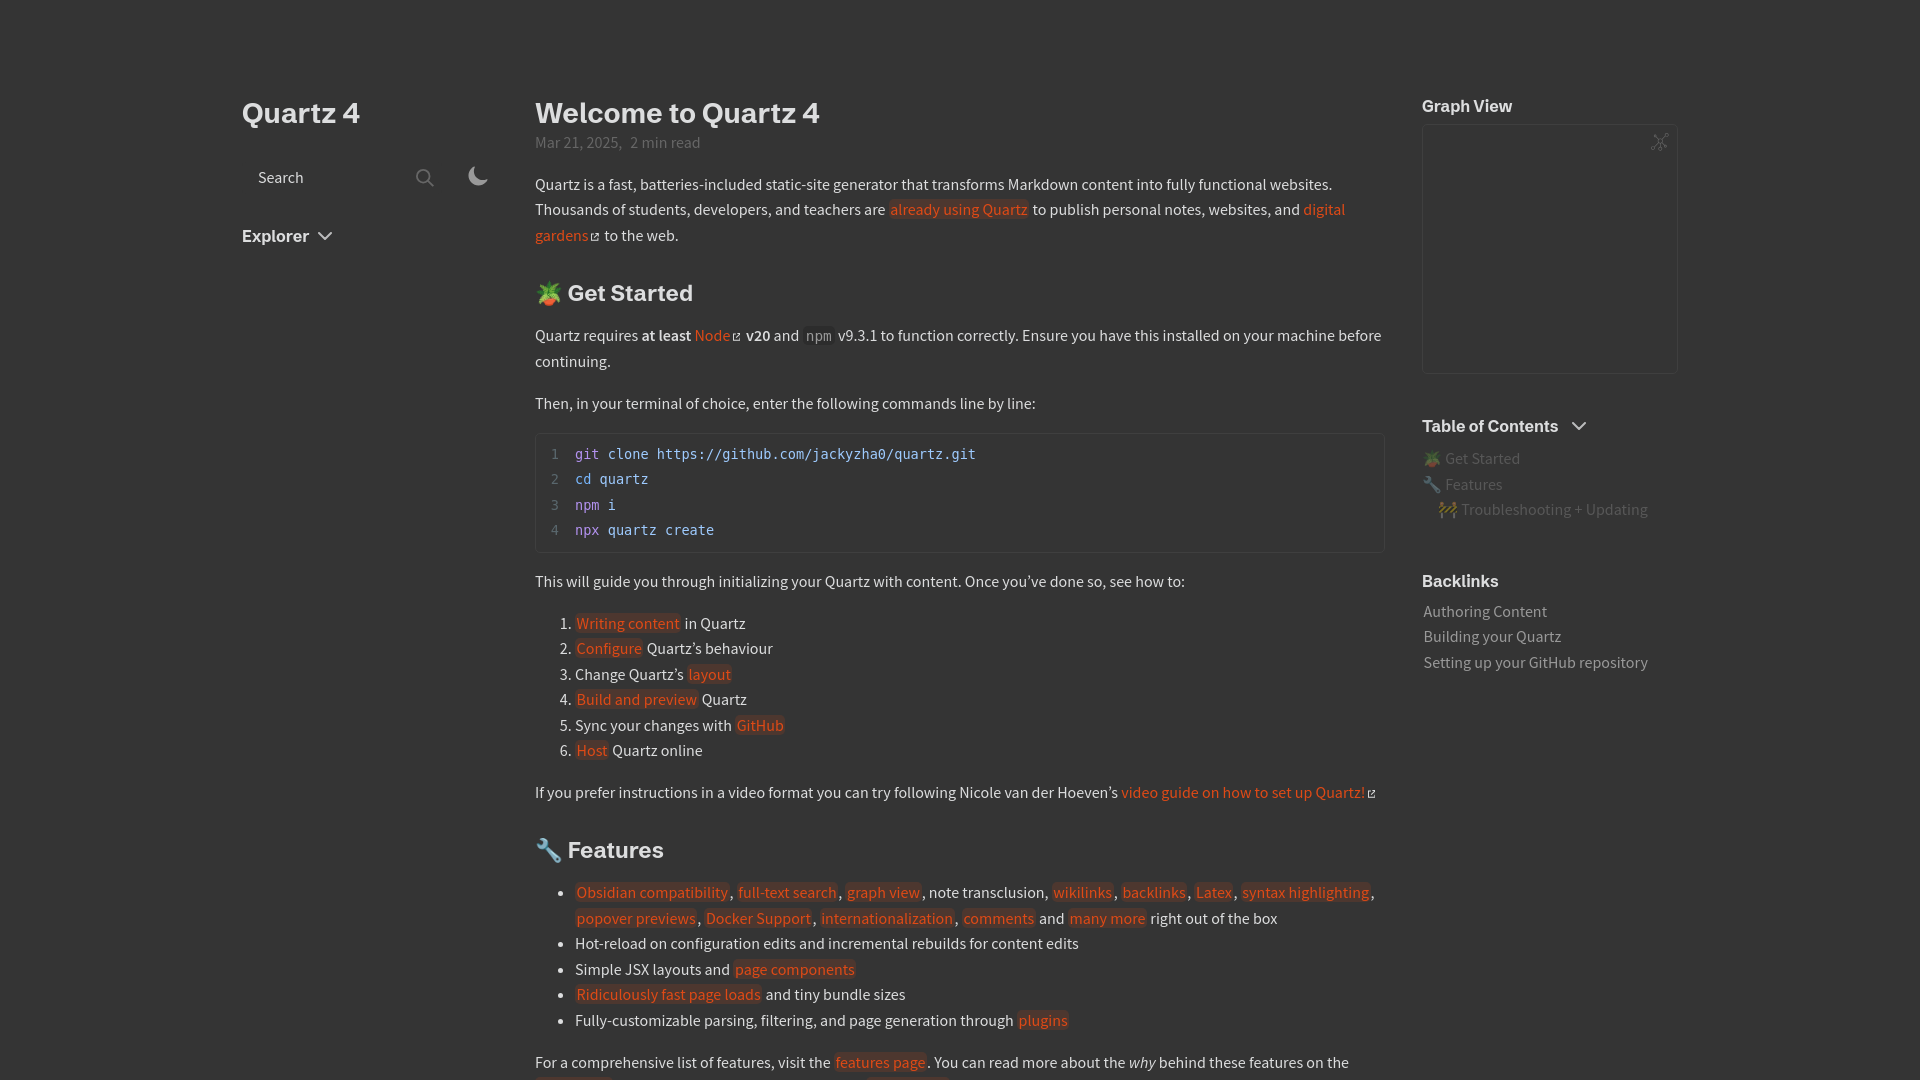 Quartz 4
Search
Explorer
Welcome to Quartz 4
Mar 21, 2025, 2 min read
Quartz is a fast, batteries-included static-site generator that transforms Markdown content into fully functional websites.
Thousands of students, developers, and teachers are already using Quartz to publish personal notes, websites, and digital
gardens to the web.
🪴 Get Started
Quartz requires at least Node v20 and npm v9.3.1 to function correctly. Ensure you have this installed on your machine before
continuing.
Then, in your terminal of choice, enter the following commands line by line:
1 git clone https://github.com/jackyzha0/quartz.git
2 cd quartz
3 npm i
4 npx quartz create
This will guide you through initializing your Quartz with content. Once you’ve done so, see how to:
1. Writing content in Quartz
2. Configure Quartz’s behaviour
3. Change Quartz’s layout
4. Build and preview Quartz
5. Sync your changes with GitHub
6. Host Quartz online
If you prefer instructions in a video format you can try following Nicole van der Hoeven’s video guide on how to set up Quartz!
🔧 Features
• Obsidian compatibility, full-text search, graph view, note transclusion, wikilinks, backlinks, Latex, syntax highlighting,
popover previews, Docker Support, internationalization, comments and many more right out of the box
• Hot-reload on configuration edits and incremental rebuilds for content edits
• Simple JSX layouts and page components
• Ridiculously fast page loads and tiny bundle sizes
• Fully-customizable parsing, filtering, and page generation through plugins
For a comprehensive list of features, visit the features page. You can read more about the why behind these features on the
Graph View
Table of Contents
🪴 Get Started
🔧 Features
🚧 Troubleshooting + Updating
Backlinks
Authoring Content
Building your Quartz
Setting up your GitHub repository